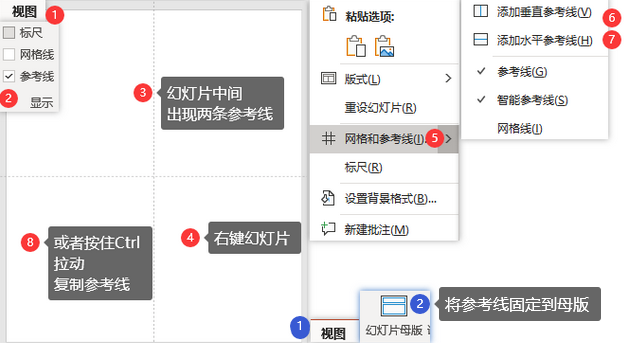 视图
1
标尺
网格线
参考线
2
显示
3
幻灯片中间
出现两条参考线
4
右键幻灯片
8
或者按住Ctrl
拉动
复制参考线
粘贴选项:
版式(L)
重设幻灯片(R)
网格和参考线(I)...
5
标尺(R)
设置背景格式(B)...
新建批注(M)
添加垂直参考线(V)
6
添加水平参考线(H)
7
参考线(G)
智能参考线(S)
网格线(I)
1
视图
2
幻灯片母版
将参考线固定到母版